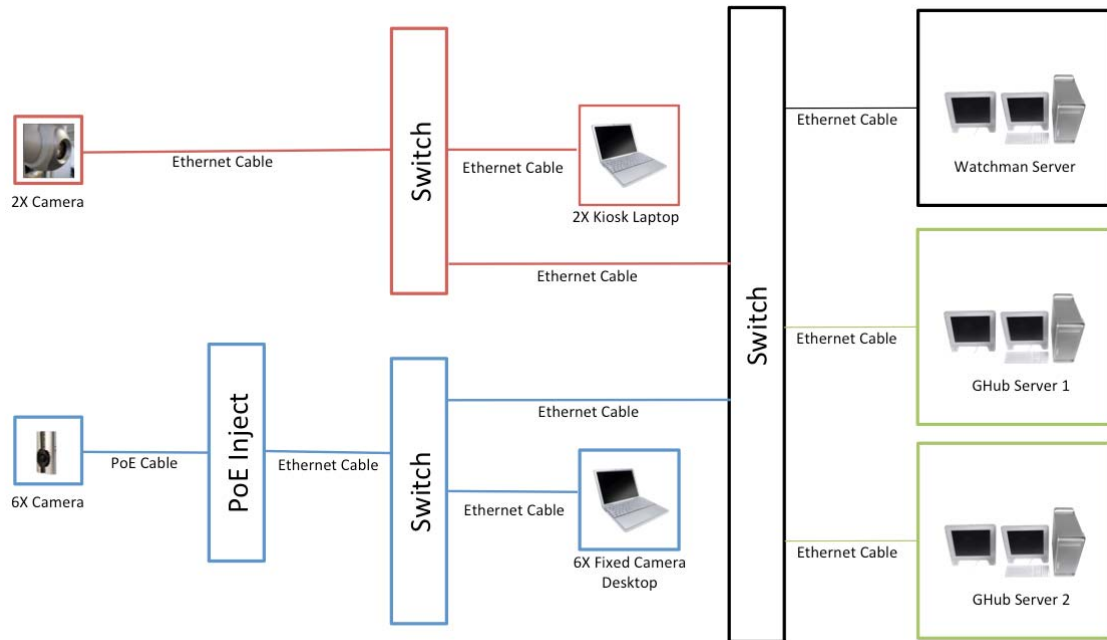 Switch
Ethernet Cable
Watchman Server
2X Camera
Ethernet Cable
Switch
Ethernet Cable
2X Kiosk Laptop
Ethernet Cable
Switch
Ethernet Cable
GHub Server 1
6X Camera
PoE Cable
PoE Inject
Ethernet Cable
Switch
Ethernet Cable
Ethernet Cable
6X Fixed Camera
Desktop
Ethernet Cable
GHub Server 2